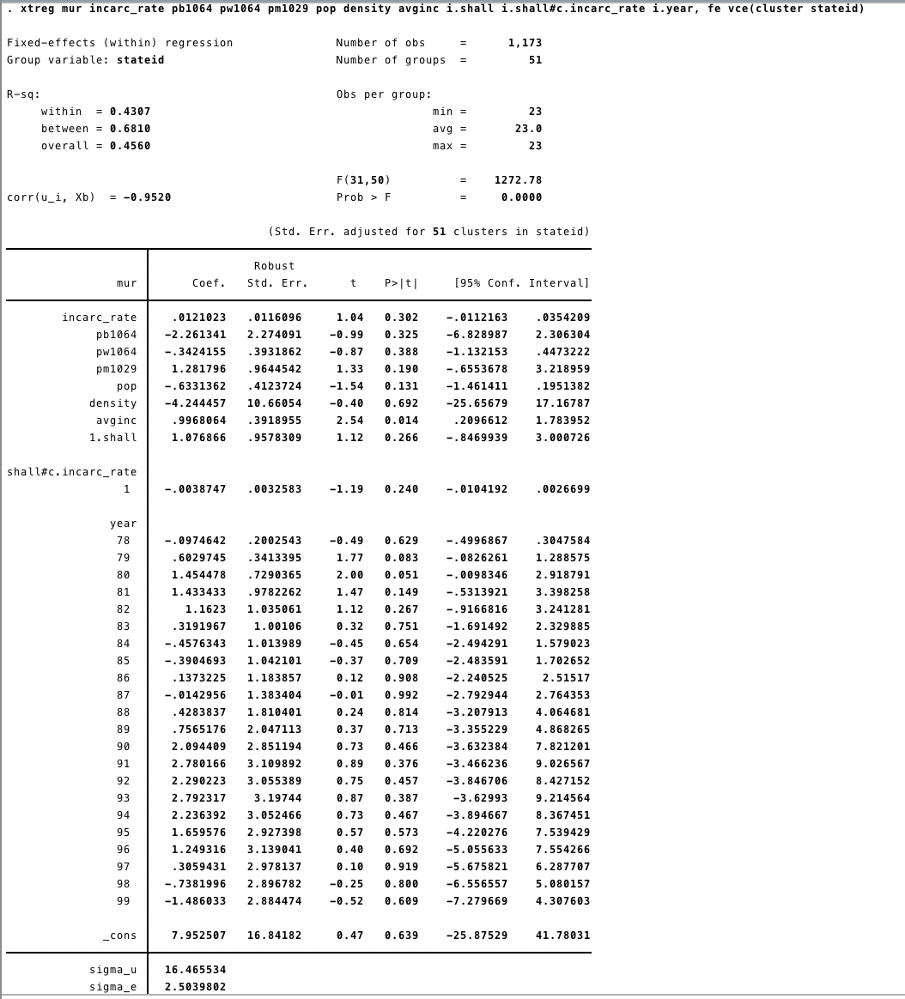 . xtreg mur incarc_rate pb1064 pw1064 pm1029 pop density avginc i.shall i.shall#c.incarc_rate i.year, fe vce(cluster stateid)
Fixed-effects (within) regression Number of obs = 1,173
Group variable: stateid Number of groups = 51
R-sq: Obs per group:
within = 0.4307 min = 23
between = 0.6810 avg = 23.0
overall = 0.4560 max = 23
F(31,50) = 1272.78
corr(u_i, Xb) = -0.9520 Prob > F = 0.0000
(Std. Err. adjusted for 51 clusters in stateid)
Robust
mur Coef. Std. Err. t P>|t| [95% Conf. Interval]
incarc_rate .0121023 .0116096 1.04 0.302 -.0112163 .0354209
pb1064 -2.261341 2.274091 -0.99 0.325 -6.828987 2.306304
pw1064 -.3424155 .3931862 -0.87 0.388 -1.132153 .4473222
pm1029 1.281796 .9644542 1.33 0.190 -.6553678 3.218959
pop -.6331362 .4123724 -1.54 0.131 -1.461411 .1951382
density -4.244457 10.66054 -0.40 0.692 -25.65679 17.16787
avginc .9968064 .3918955 2.54 0.014 .2096612 1.783952
1.shall 1.076866 .9578309 1.12 0.266 -.8469939 3.000726
shall#c.incarc_rate
1 -.0038747 .0032583 -1.19 0.240 -.0104192 .0026699
year
78 -.0974642 .2002543 -0.49 0.629 -.4996867 .3047584
79 .6029745 .3413395 1.77 0.083 -.0826261 1.288575
80 1.454478 .7290365 2.00 0.051 -.0098346 2.918791
81 1.433433 .9782262 1.47 0.149 -.5313921 3.398258
82 1.1623 1.035061 1.12 0.267 -.9166816 3.241281
83 .3191967 1.00106 0.32 0.751 -1.691492 2.329885
84 -.4576343 1.013989 -0.45 0.654 -2.494291 1.579023
85 -.3904693 1.042101 -0.37 0.709 -2.483591 1.702652
86 .1373225 1.183857 0.12 0.908 -2.240525 2.51517
87 -.0142956 1.383404 -0.01 0.992 -2.792944 2.764353
88 .4283837 1.810401 0.24 0.814 -3.207913 4.064681
89 .7565176 2.047113 0.37 0.713 -3.355229 4.868265
90 2.094409 2.851194 0.73 0.466 -3.632384 7.821201
91 2.780166 3.109892 0.89 0.376 -3.466236 9.026567
92 2.290223 3.055389 0.75 0.457 -3.846706 8.427152
93 2.792317 3.19744 0.87 0.387 -3.62993 9.214564
94 2.236392 3.052466 0.73 0.467 -3.894667 8.367451
95 1.659576 2.927398 0.57 0.573 -4.220276 7.539429
96 1.249316 3.139041 0.40 0.692 -5.055633 7.554266
97 .3059431 2.978137 0.10 0.919 -5.675821 6.287707
98 -.7381996 2.896782 -0.25 0.800 -6.556557 5.080157
99 -1.486033 2.884474 -0.52 0.609 -7.279669 4.307603
_cons 7.952507 16.84182 0.47 0.639 -25.87529 41.78031
sigma_u 16.465534
sigma_e 2.5039802